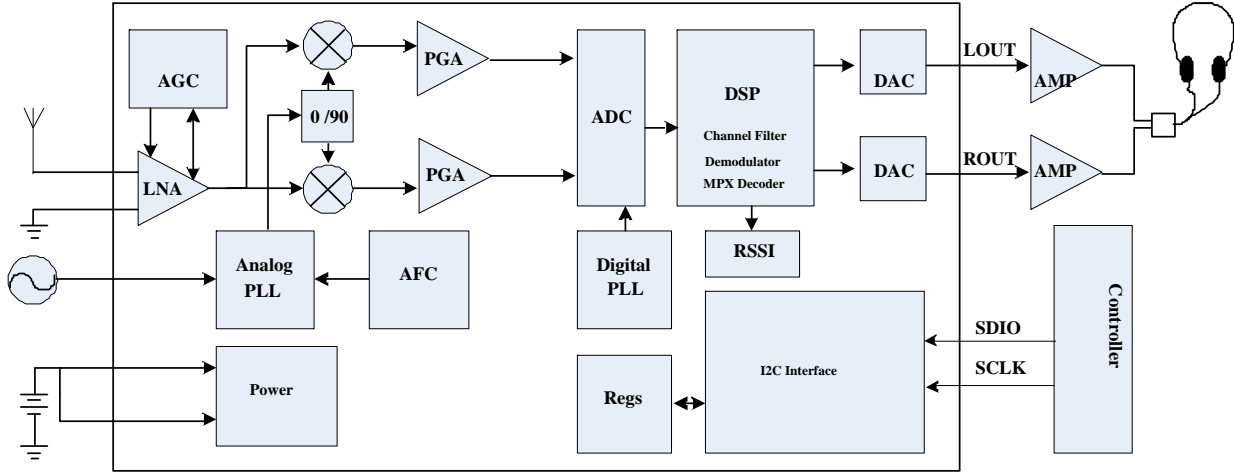 AGC
LNA
0 /90
PGA
PGA
ADC
DSP
Channel Filter
Demodulator
MPX Decoder
DAC
DAC
LOUT
ROUT
AMP
AMP
RSSI
Analog
PLL
AFC
Digital
PLL
Power
Regs
I2C Interface
SDIO
SCLK
Controller